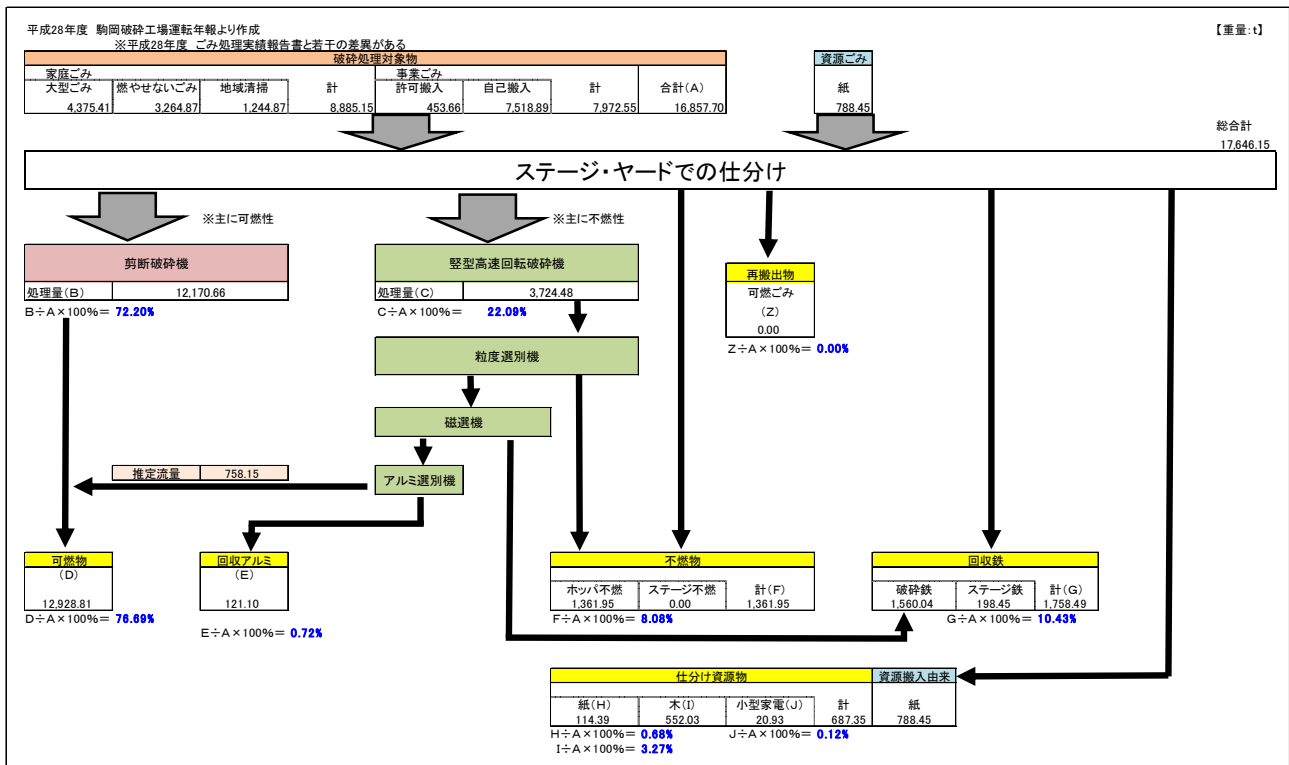 平成28年度 駒岡破砕工場運転年報より作成
【重量:t】
※平成28年度 ごみ処理実績報告書と若干の差異がある
破砕処理対象物
資源ごみ
家庭ごみ 事業ごみ
大型ごみ 燃やせないごみ 地域清掃 計 許可搬入 自己搬入 計 合計(A) 紙
4,375.41 3,264.87 1,244.87 8,885.15 453.66 7,518.89 7,972.55 16,857.70 788.45
総合計
17,646.15
ステージ・ヤードでの仕分け
※主に可燃性 ※主に不燃性
剪断破砕機 竪型高速回転破砕機
処理量(B) 12,170.66 処理量(C) 3,724.48
B÷A×100%= 72.20% C÷A×100%= 22.09%
再搬出物
可燃ごみ
(Z)
0.00
Z÷A×100%= 0.00%
粒度選別機
磁選機
推定流量 758.15
アルミ選別機
可燃物 回収アルミ 不燃物 回収鉄
(D) (E)
ホッパ不燃 ステージ不燃 計(F) 破砕鉄 ステージ鉄 計(G)
12,928.81 121.10 1,361.95 0.00 1,361.95 1,560.04 198.45 1,758.49
D÷A×100%= 76.69% F÷A×100%= 8.08% G÷A×100%= 10.43%
E÷A×100%= 0.72%
仕分け資源物 資源搬入由来
紙(H) 木(I) 小型家電(J) 計 紙
114.39 552.03 20.93 687.35 788.45
H÷A×100%= 0.68% J÷A×100%= 0.12%
I÷A×100%= 3.27%